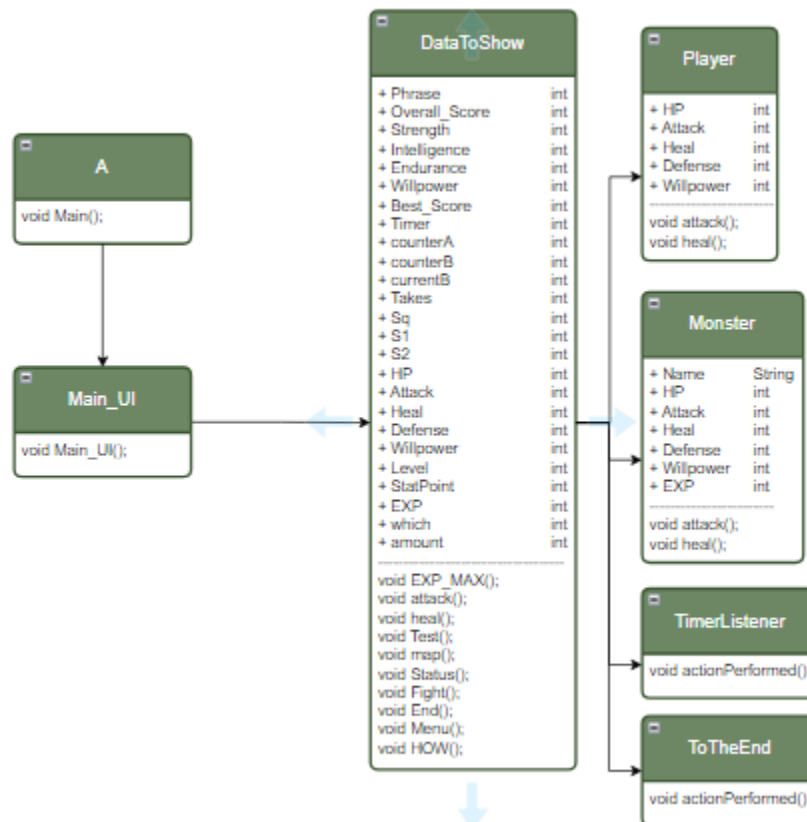 A
void Main();
Main_UI
void Main_UI();
DataToShow
+ Phrase int
+ Overall_Score int
+ Strength int
+ Intelligence int
+ Endurance int
+ Willpower int
+ Best_Score int
+ Timer int
+ counterA int
+ counterB int
+ currentB int
+ Takes int
+ Sq int
+ S1 int
+ S2 int
+ HP int
+ Attack int
+ Heal int
+ Defense int
+ Willpower int
+ Level int
+ StatPoint int
+ EXP int
+ which int
+ amount int
void EXP_MAX();
void attack();
void heal();
void Test();
void map();
void Status();
void Fight();
void End();
void Menu();
void HOW();
Player
+ HP int
+ Attack int
+ Heal int
+ Defense int
+ Willpower int
void attack();
void heal();
Monster
+ Name String
+ HP int
+ Attack int
+ Heal int
+ Defense int
+ Willpower int
+ EXP int
void attack();
void heal();
TimerListener
void actionPerformed()
ToTheEnd
void actionPerformed()